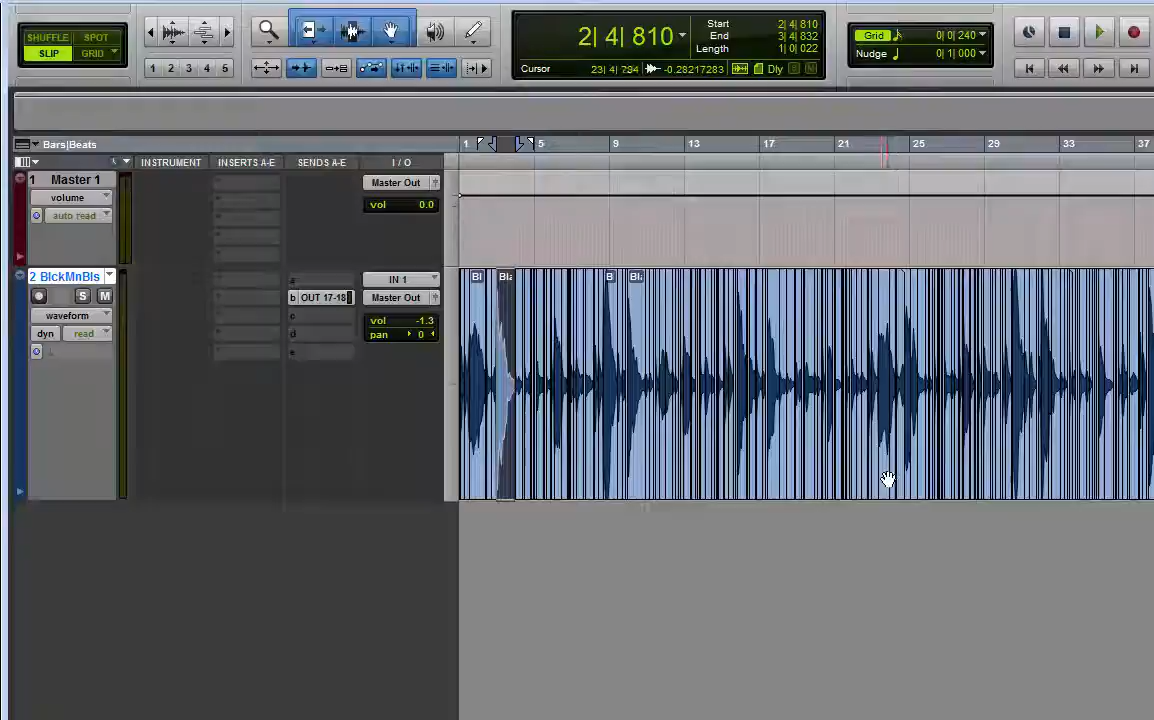 SHUFFLE SPOT
SLIP GRID
1 2 3 4 5
2| 4| 810
Start 2| 4| 810
End 3| 4| 832
Length 1| 0| 022
Cursor 23| 4| 794 -0.28217283 Dly
Grid 0| 0| 240
Nudge 0| 1| 000
Bars|Beats
1 5 9 13 17 21 25 29 33 37
INSTRUMENT INSERTS A-E SENDS A-E I / O
1 Master 1
volume
auto read
Master Out
vol 0.0
2 BlckMnBls
S M
waveform
dyn read
a
b OUT 17-18
c
d
e
IN 1
Master Out
vol -1.3
pan 0
Bl Bla B Bla